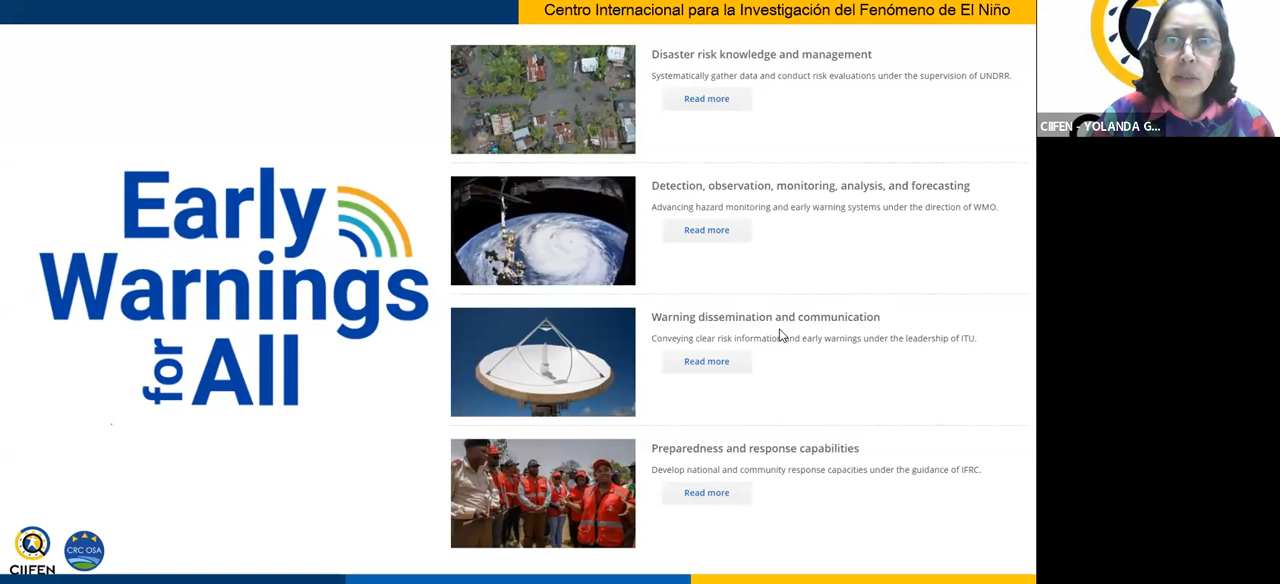 Centro Internacional para la Investigación del Fenómeno de El Niño
Early
Warnings
for All
Disaster risk knowledge and management
Systematically gather data and conduct risk evaluations under the supervision of UNDRR.
Read more
Detection, observation, monitoring, analysis, and forecasting
Advancing hazard monitoring and early warning systems under the direction of WMO.
Read more
Warning dissemination and communication
Conveying clear risk information and early warnings under the leadership of ITU.
Read more
Preparedness and response capabilities
Develop national and community response capacities under the guidance of IFRC.
Read more
CIIFEN
CRC OSA
CIIFEN - YOLANDA G...